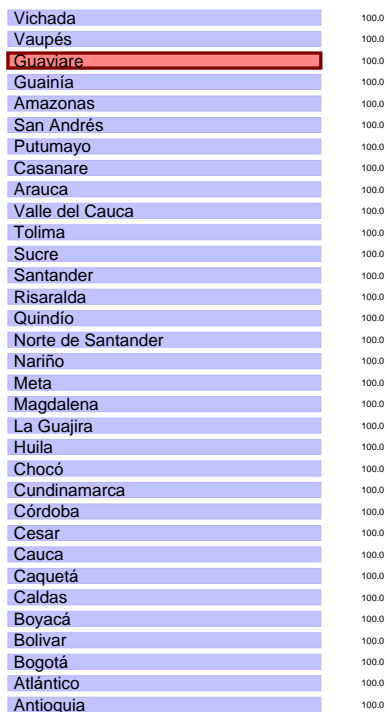 Vichada 100.0
Vaupés 100.0
Guaviare 100.0
Guainía 100.0
Amazonas 100.0
San Andrés 100.0
Putumayo 100.0
Casanare 100.0
Arauca 100.0
Valle del Cauca 100.0
Tolima 100.0
Sucre 100.0
Santander 100.0
Risaralda 100.0
Quindío 100.0
Norte de Santander 100.0
Nariño 100.0
Meta 100.0
Magdalena 100.0
La Guajira 100.0
Huila 100.0
Chocó 100.0
Cundinamarca 100.0
Córdoba 100.0
Cesar 100.0
Cauca 100.0
Caquetá 100.0
Caldas 100.0
Boyacá 100.0
Bolivar 100.0
Bogotá 100.0
Atlántico 100.0
Antioquia 100.0